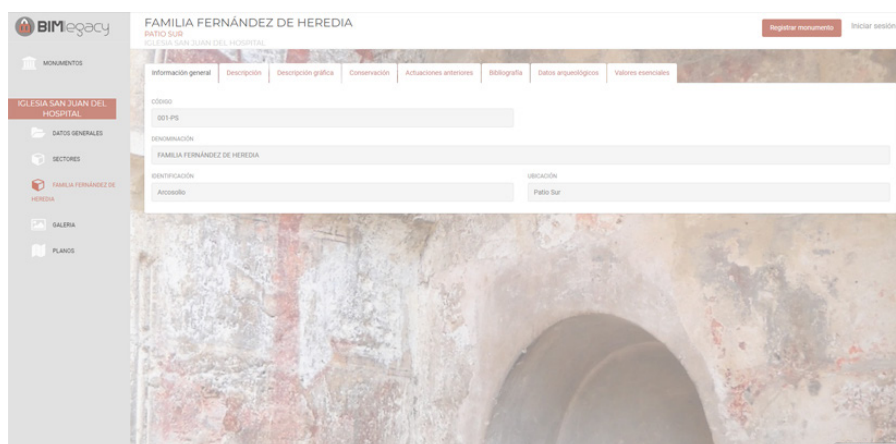 BIMlegacy
FAMILIA FERNÁNDEZ DE HEREDIA
PATIO SUR
IGLESIA SAN JUAN DEL HOSPITAL
Registrar monumento
Iniciar sesión
MONUMENTOS
IGLESIA SAN JUAN DEL
HOSPITAL
DATOS GENERALES
SECTORES
FAMILIA FERNÁNDEZ DE
HEREDIA
GALERIA
PLANOS
Información general
Descripción
Descripción gráfica
Conservación
Actuaciones anteriores
Bibliografía
Datos arqueológicos
Valores esenciales
CÓDIGO
001-PS
DENOMINACIÓN
FAMILIA FERNÁNDEZ DE HEREDIA
IDENTIFICACIÓN
Arcosolio
UBICACIÓN
Patio Sur